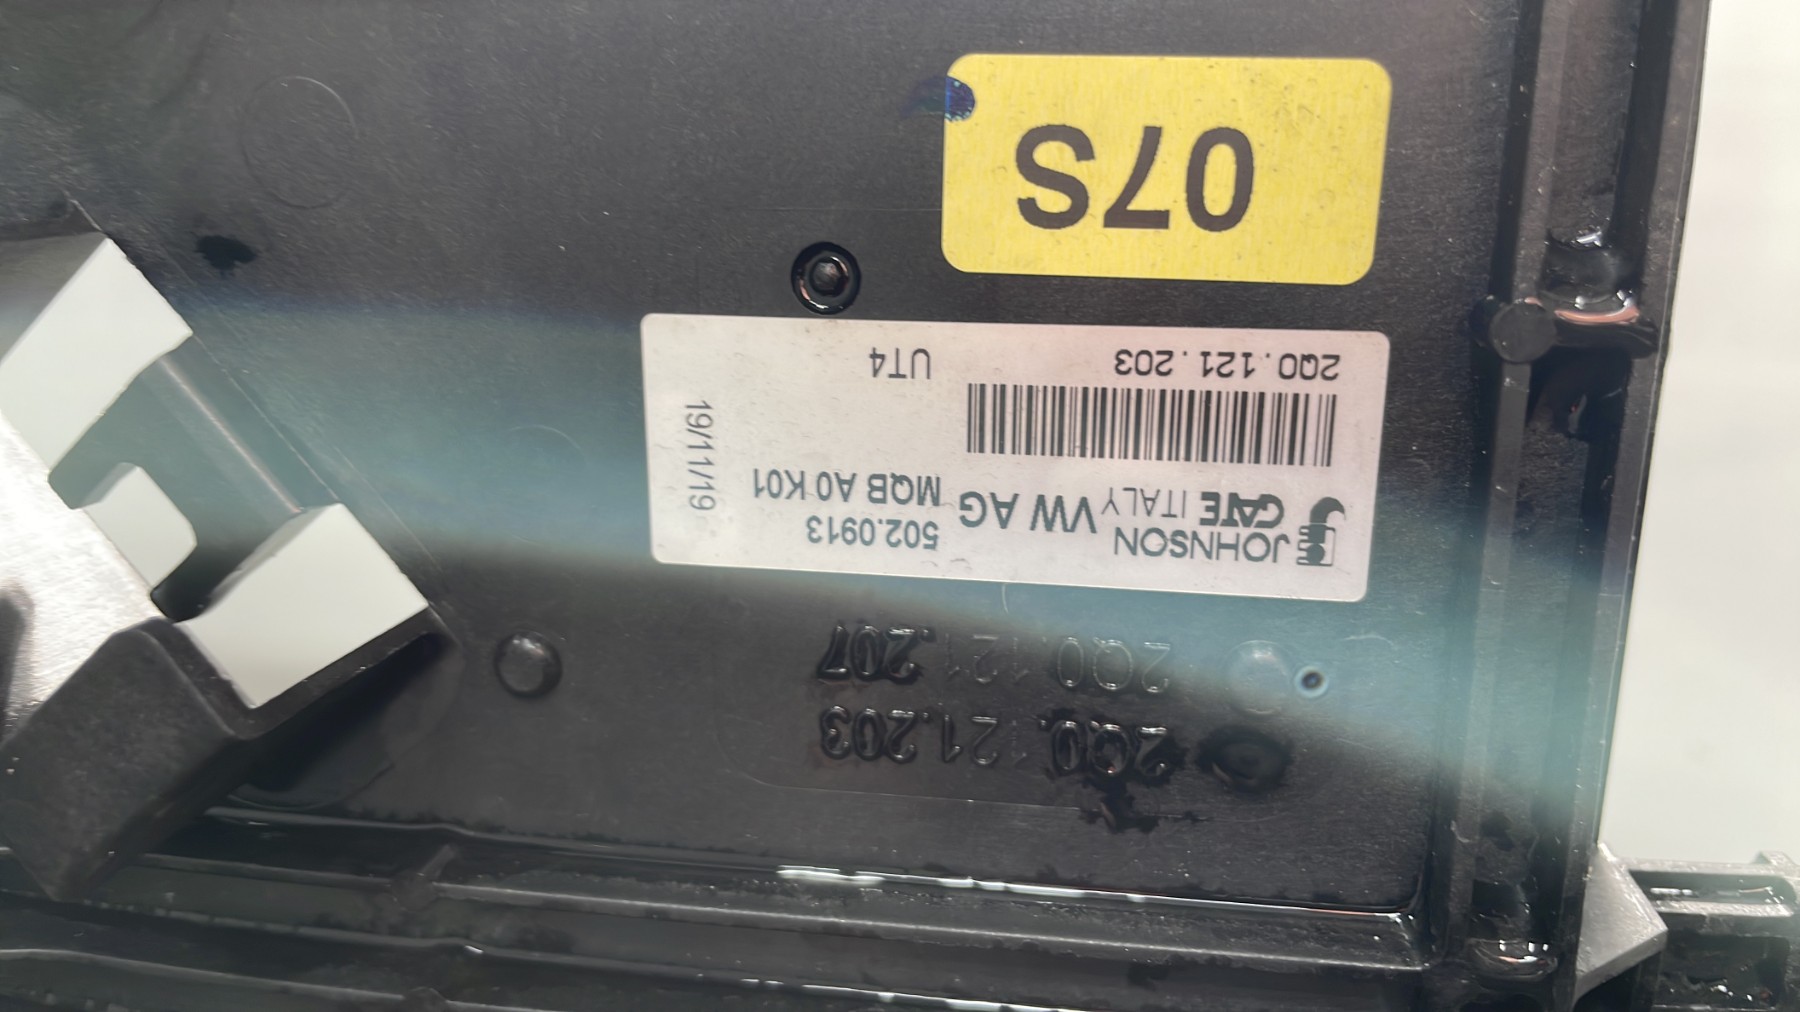 2Q0.121.203
2Q0.121.207
JOHNSON
GATE ITALY VW AG
502.0913
MQB A0 K01
19/11/19
2Q0.121.203
UT4
07S